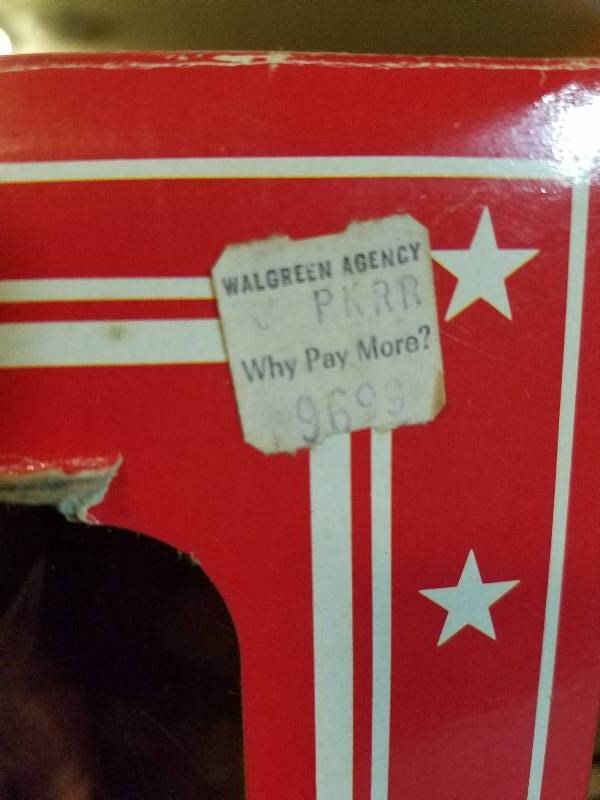 WALGREEN AGENCY
PKRR
Why Pay More?
9699